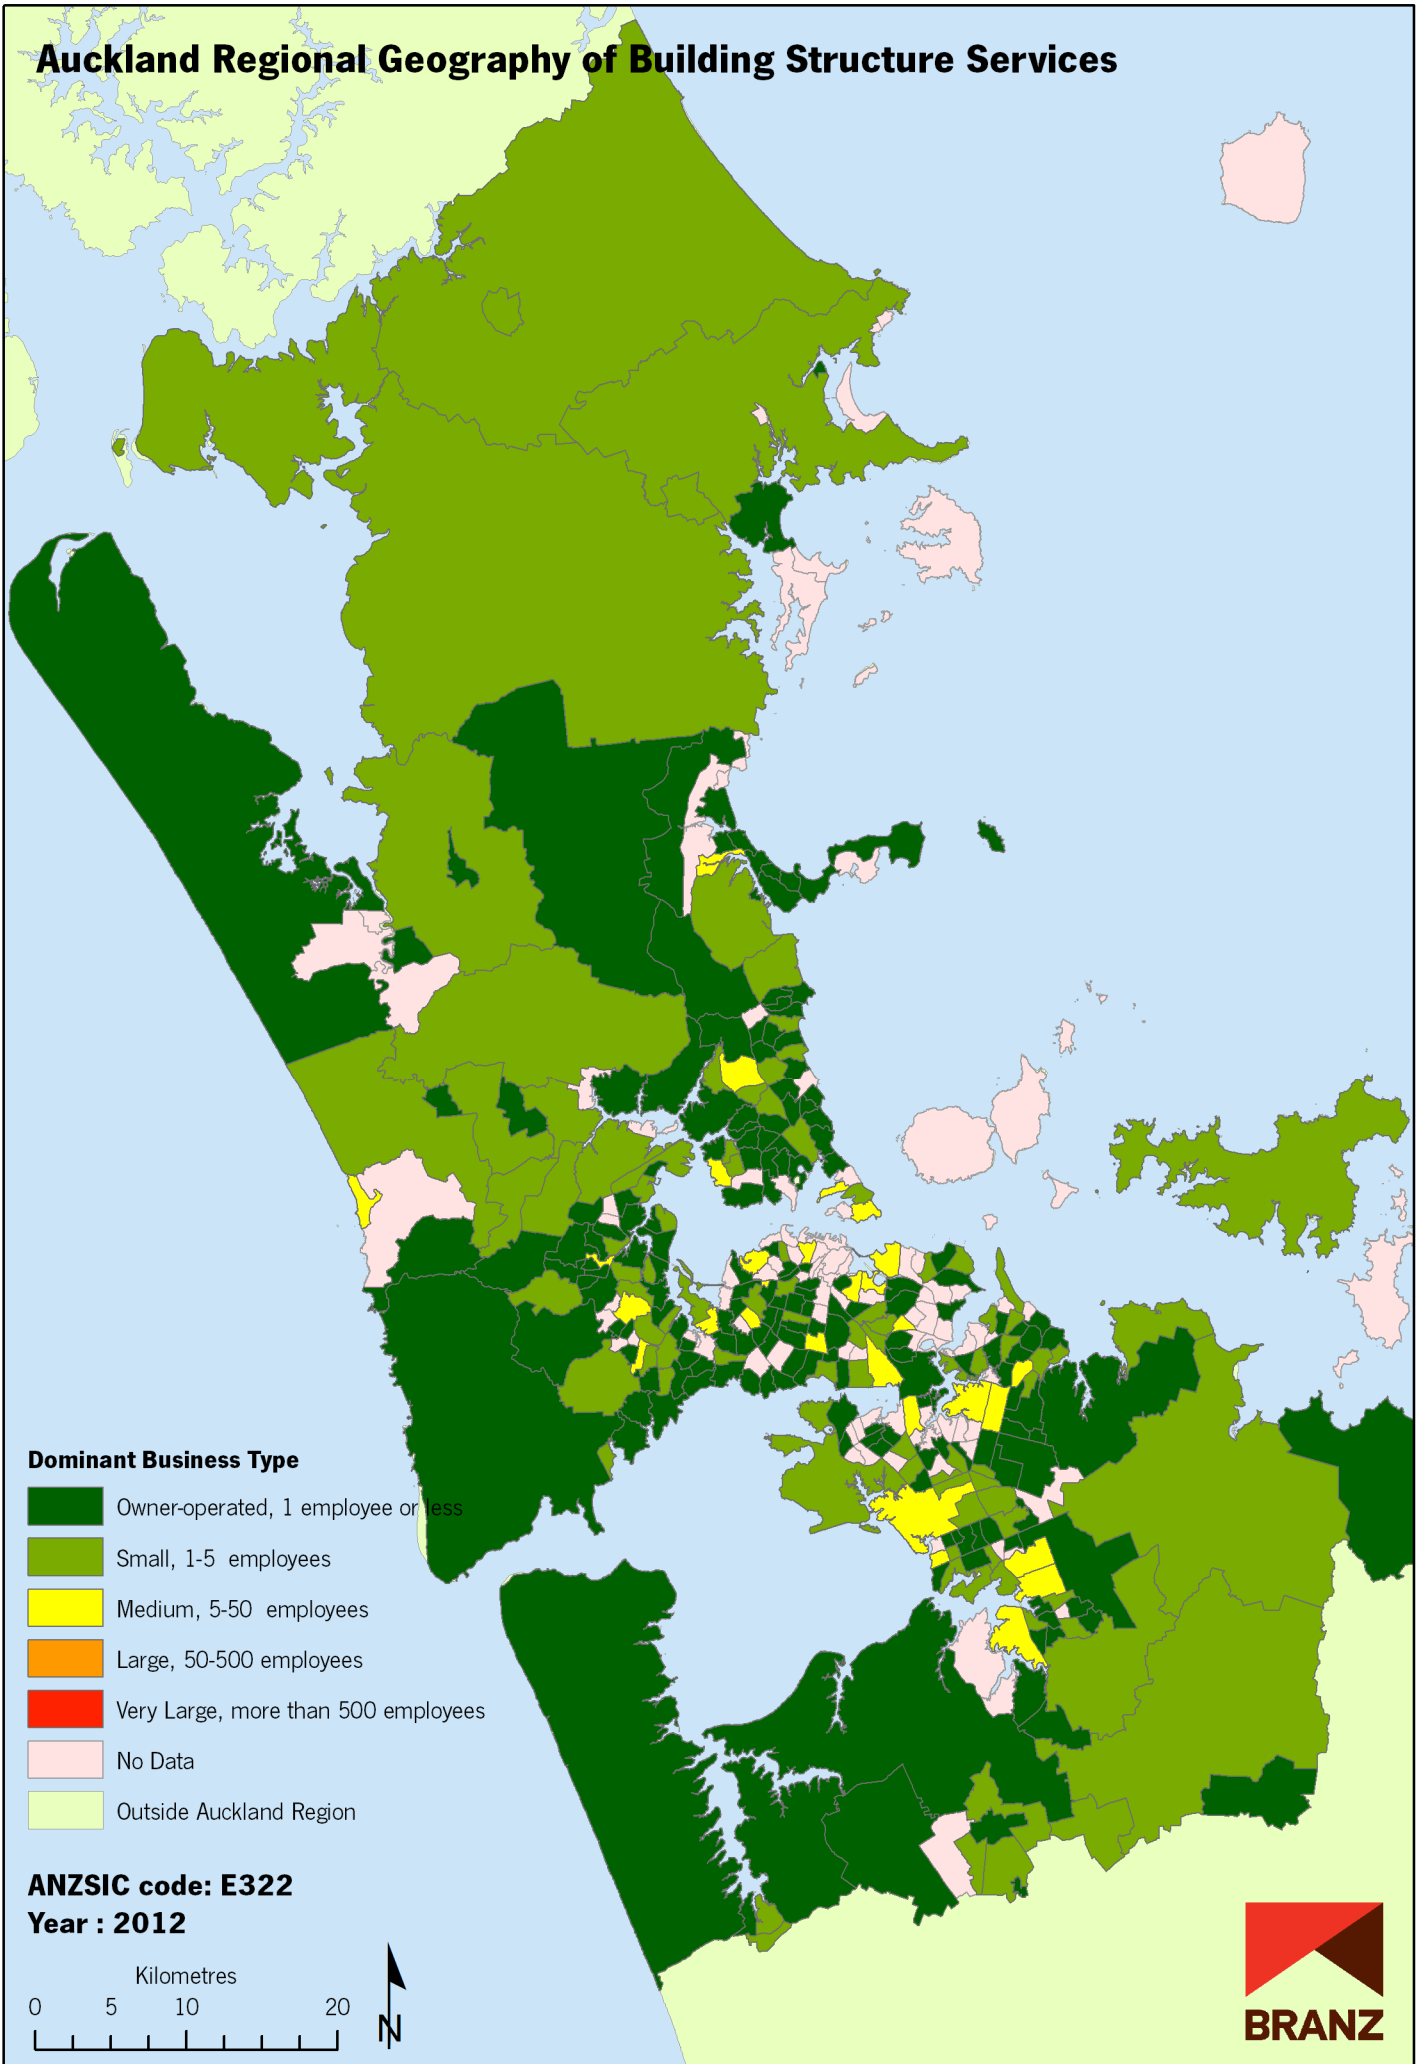 Auckland Regional Geography of Building Structure Services
Dominant Business Type
Owner-operated, 1 employee or less
Small, 1-5 employees
Medium, 5-50 employees
Large, 50-500 employees
Very Large, more than 500 employees
No Data
Outside Auckland Region
ANZSIC code: E322
Year : 2012
Kilometres
0 5 10 20
N
BRANZ